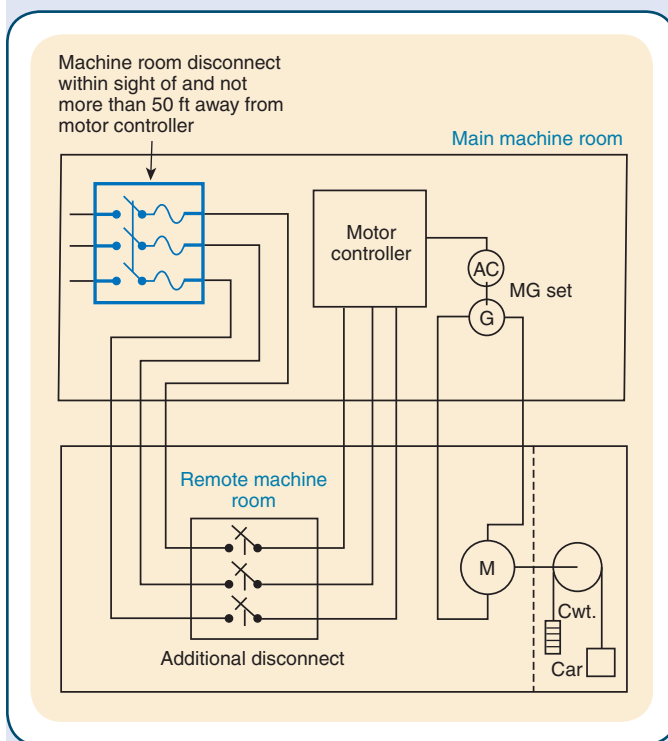 Machine room disconnect
within sight of and not
more than 50 ft away from
motor controller
Main machine room
Motor
controller
AC
MG set
G
Remote machine
room
M
Cwt.
Car
Additional disconnect